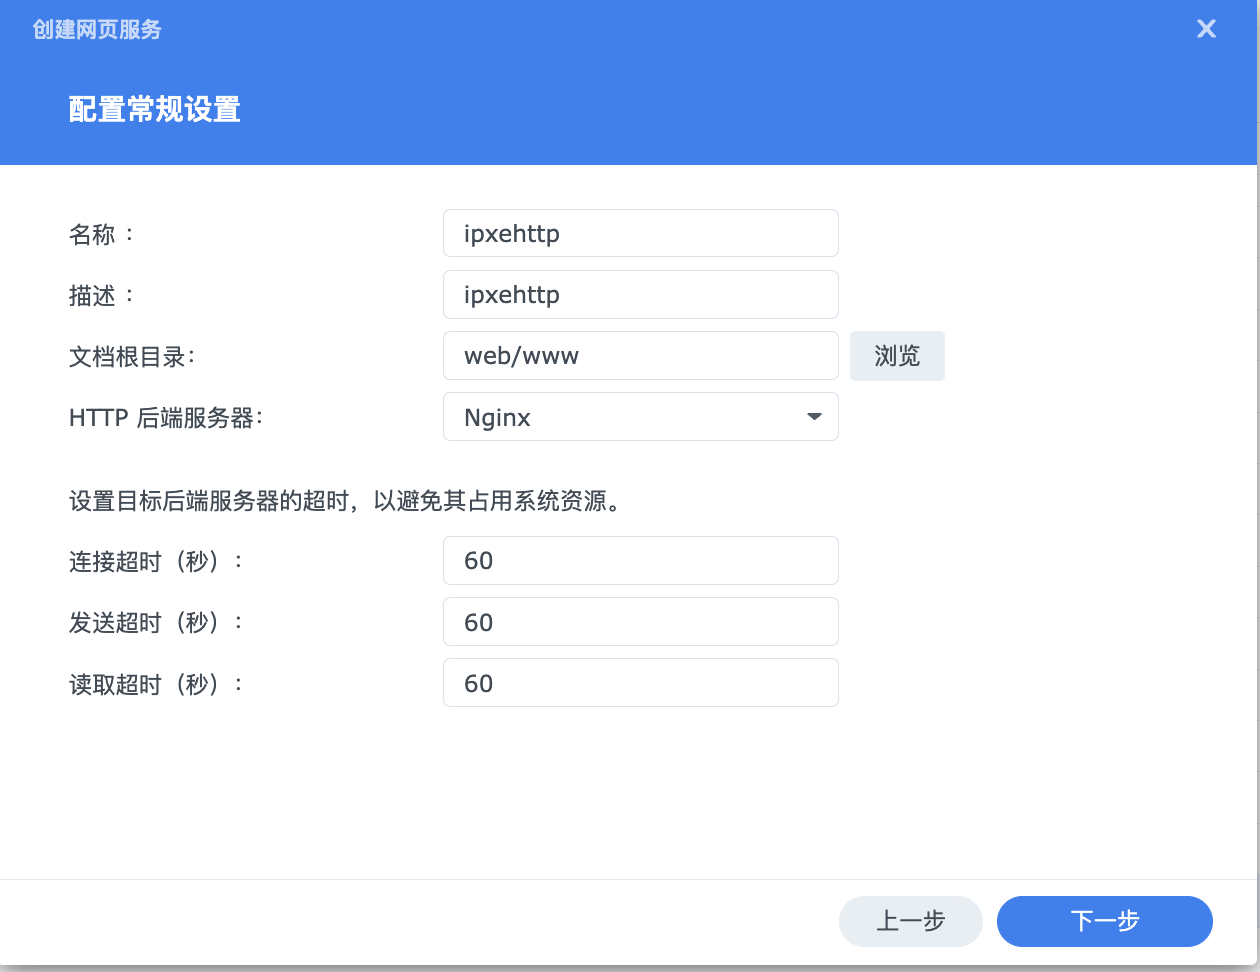 创建网页服务
配置常规设置
名称 : ipxehttp
描述 : ipxehttp
文档根目录: web/www 浏览
HTTP 后端服务器: Nginx
设置目标后端服务器的超时，以避免其占用系统资源。
连接超时（秒）: 60
发送超时（秒）: 60
读取超时（秒）: 60
上一步 下一步